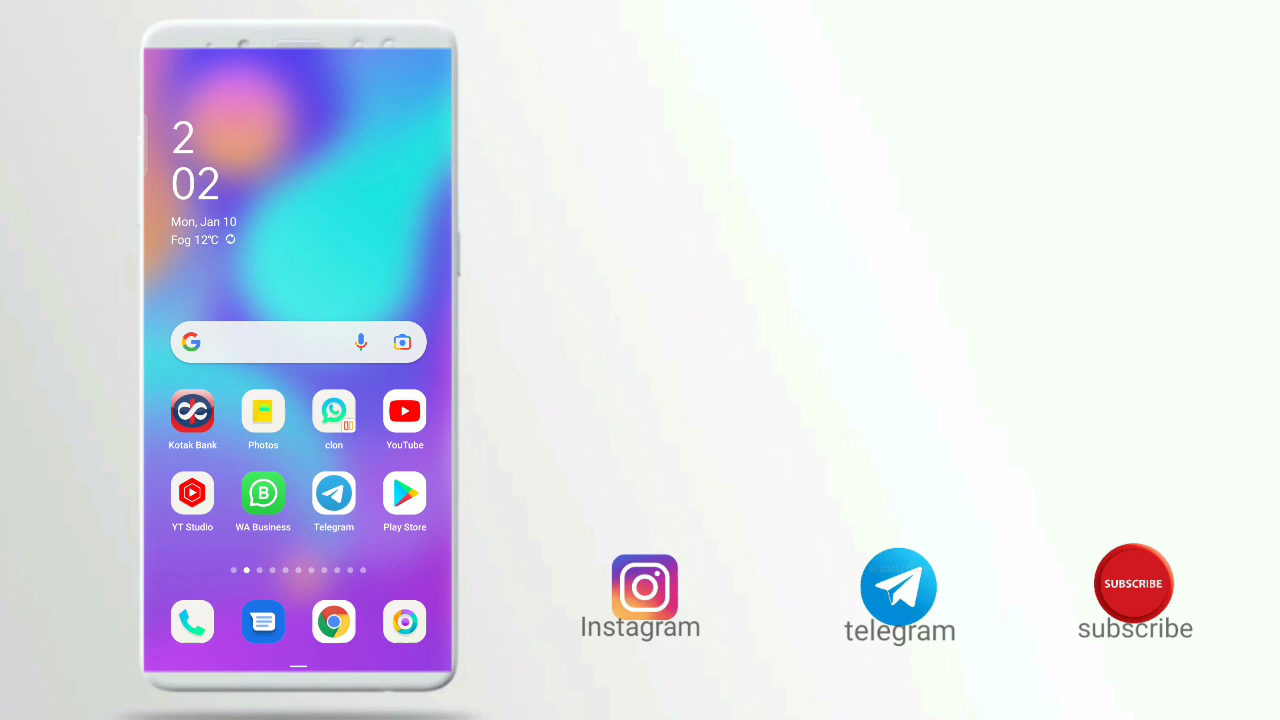 2
02
Mon, Jan 10
Fog 12°C
Kotak Bank
Photos
clon
YouTube
YT Studio
WA Business
Telegram
Play Store
Instagram
telegram
SUBSCRIBE
subscribe